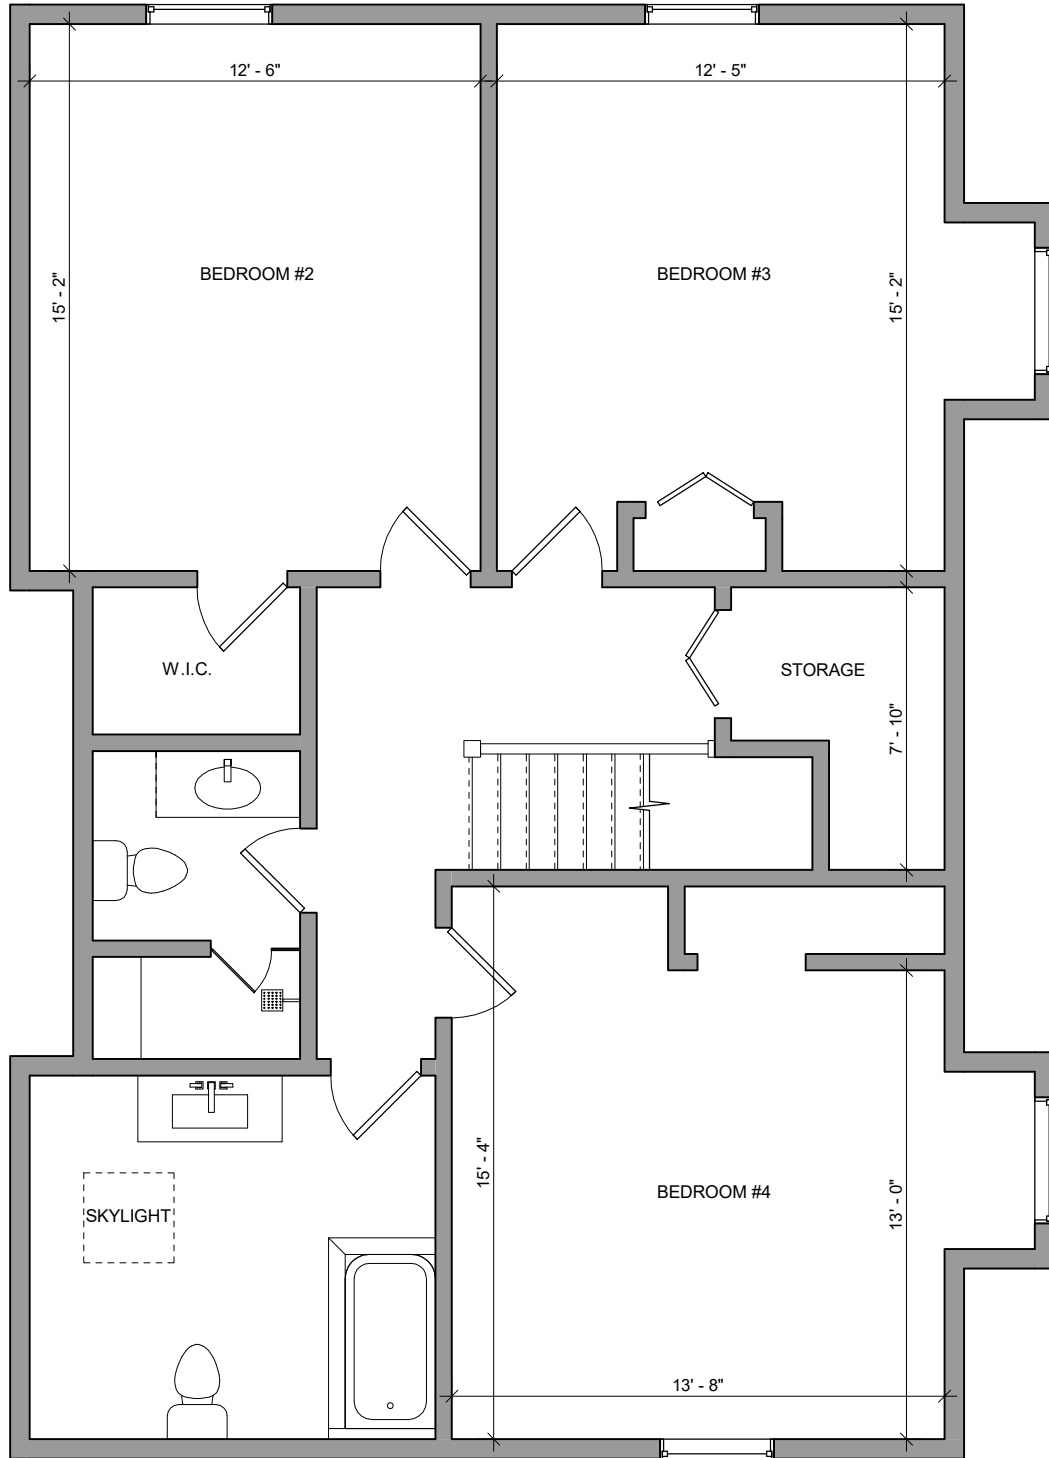 12' - 6"
12' - 5"
BEDROOM #2
BEDROOM #3
15' - 2"
15' - 2"
W.I.C.
STORAGE
7' - 10"
15' - 4"
BEDROOM #4
13' - 0"
SKYLIGHT
13' - 8"